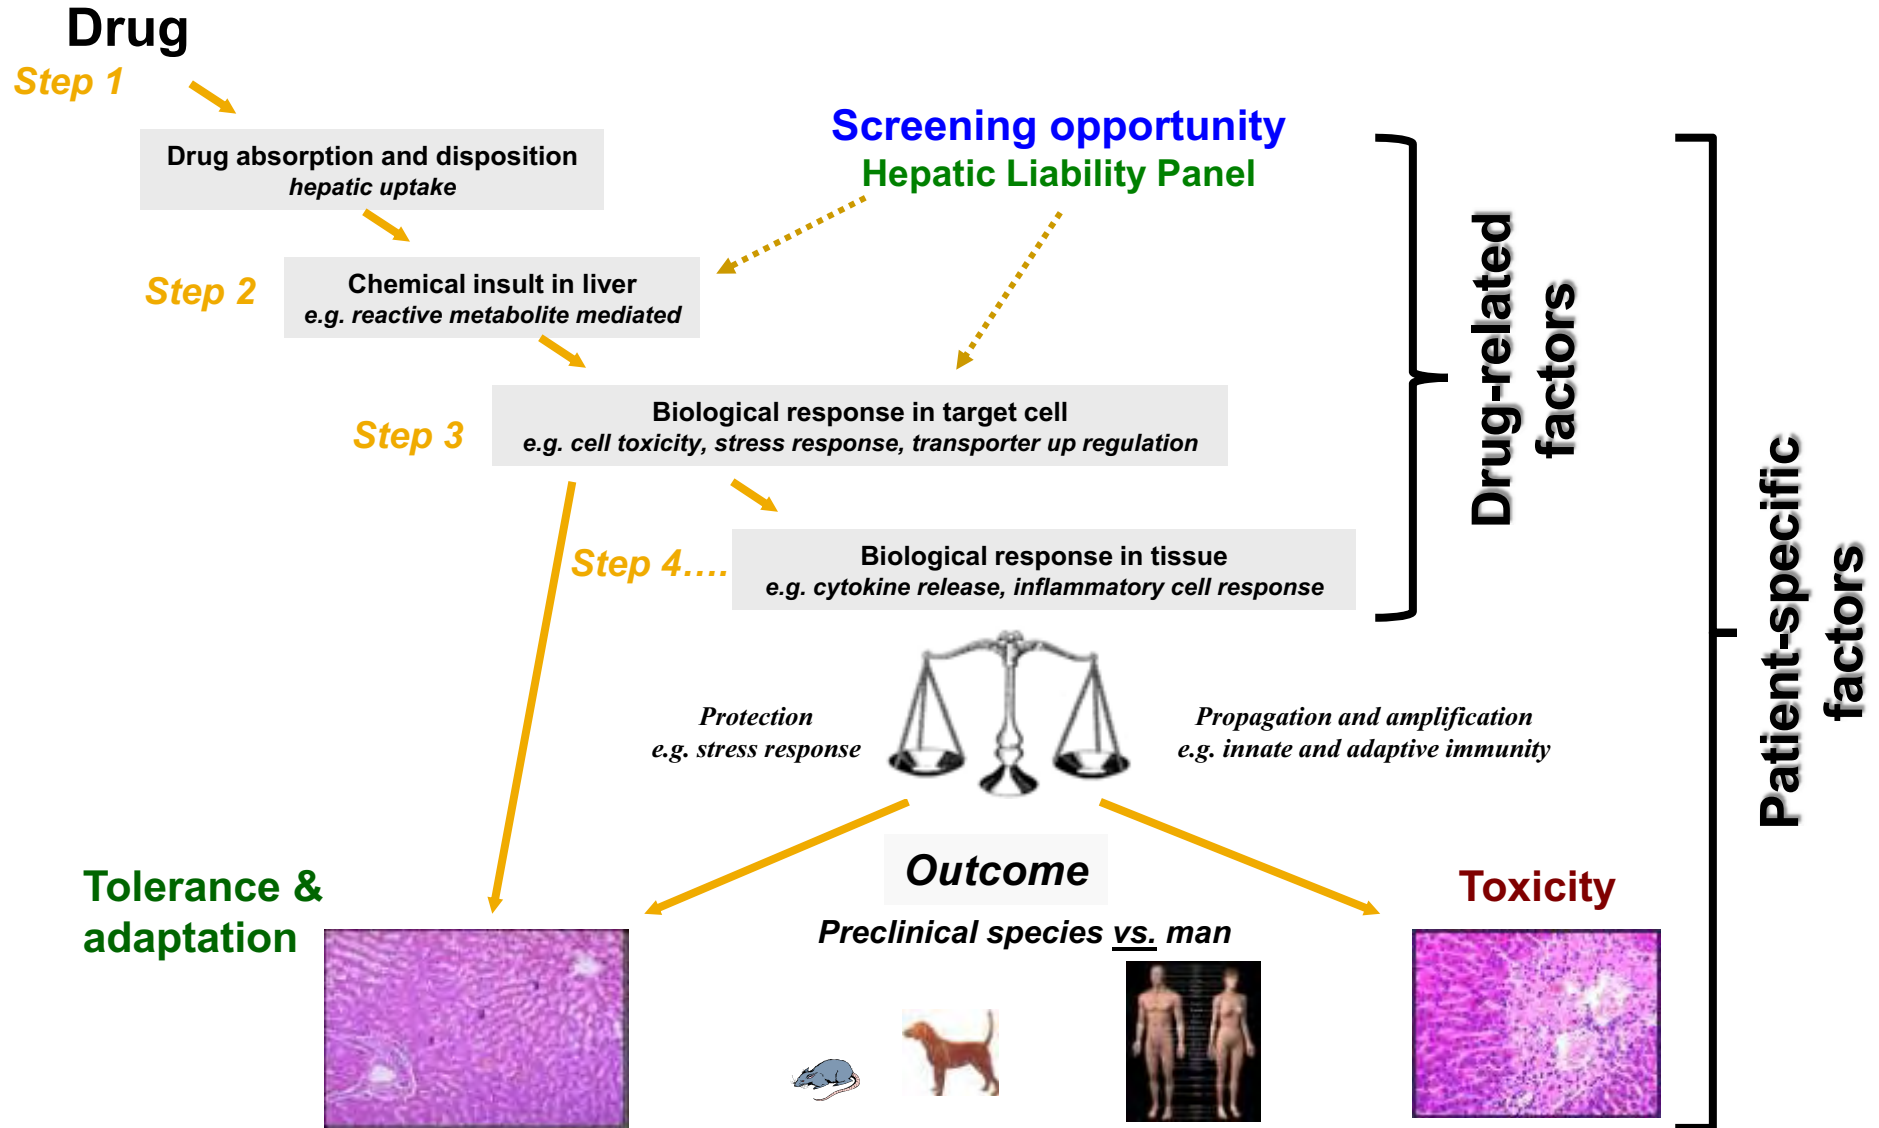 Drug
Step 1
Drug absorption and disposition
hepatic uptake
Screening opportunity
Hepatic Liability Panel
Step 2
Chemical insult in liver
e.g. reactive metabolite mediated
Step 3
Biological response in target cell
e.g. cell toxicity, stress response, transporter up regulation
Step 4....
Biological response in tissue
e.g. cytokine release, inflammatory cell response
Drug-related
factors
Patient-specific
factors
Protection
e.g. stress response
Propagation and amplification
e.g. innate and adaptive immunity
Tolerance &
adaptation
Outcome
Preclinical species vs. man
Toxicity